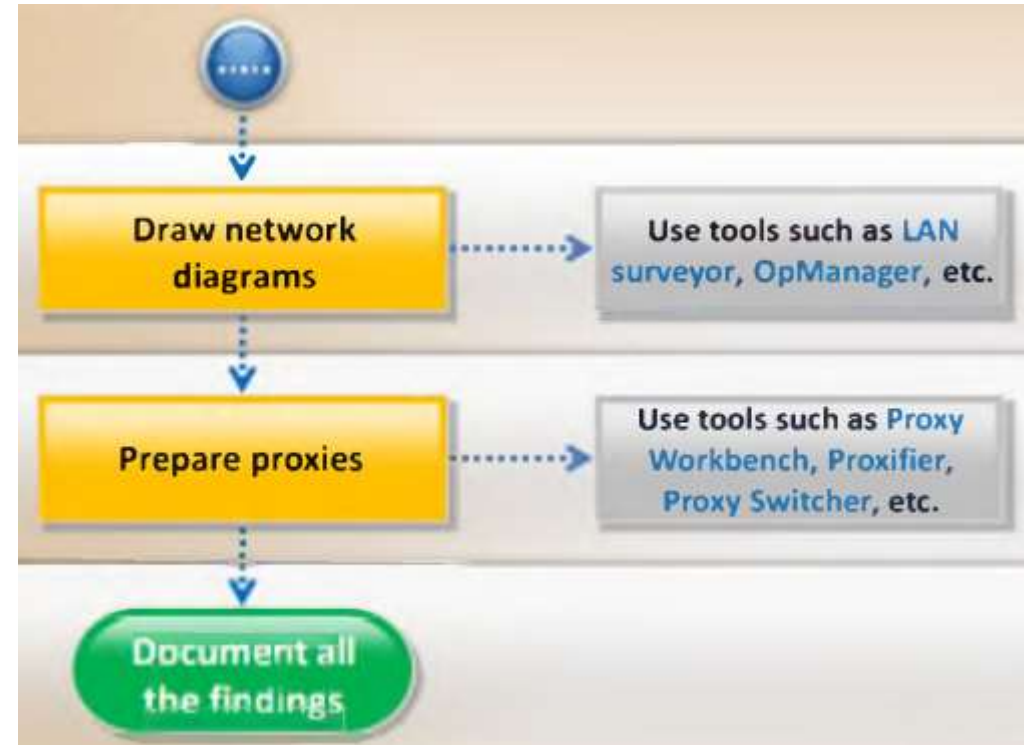 .....
Draw network
diagrams
Use tools such as LAN
surveyor, OpManager, etc.
Prepare proxies
Use tools such as Proxy
Workbench, Proxifier,
Proxy Switcher, etc.
Document all
the findings